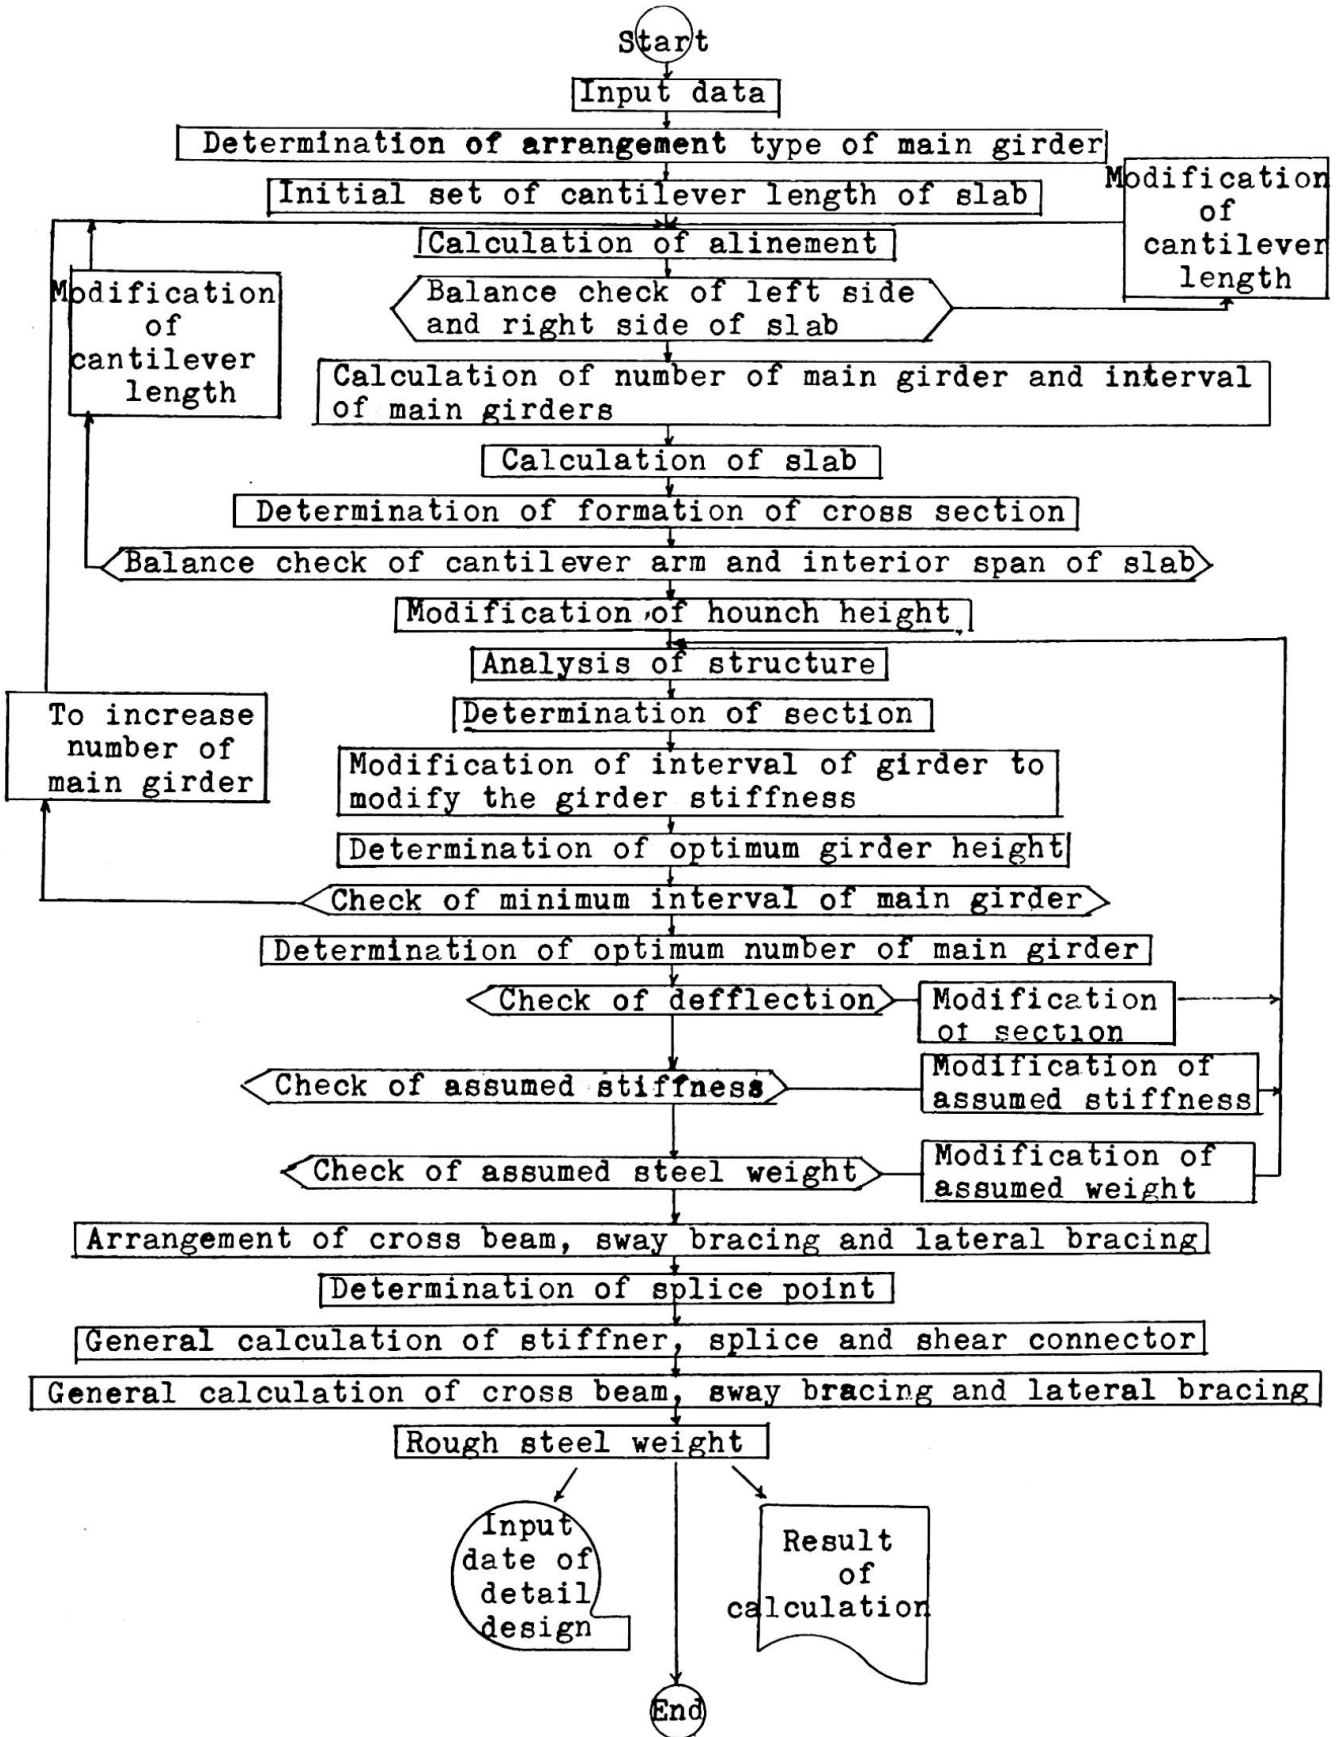 Start
Input data
Determination of arrangement type of main girder
Initial set of cantilever length of slab
Modification
of
cantilever
length
Calculation of alinement
Balance check of left side
and right side of slab
Modification
of
cantilever
length
Calculation of number of main girder and interval
of main girders
Calculation of slab
Determination of formation of cross section
Balance check of cantilever arm and interior span of slab
Modification of hounch height
Analysis of structure
Determination of section
To increase
number of
main girder
Modification of interval of girder to
modify the girder stiffness
Determination of optimum girder height
Check of minimum interval of main girder
Determination of optimum number of main girder
Check of defflection
Modification
of section
Check of assumed stiffness
Modification of
assumed stiffness
Check of assumed steel weight
Modification of
assumed weight
Arrangement of cross beam, sway bracing and lateral bracing
Determination of splice point
General calculation of stiffner, splice and shear connector
General calculation of cross beam, sway bracing and lateral bracing
Rough steel weight
Input
date of
detail
design
Result
of
calculation
End